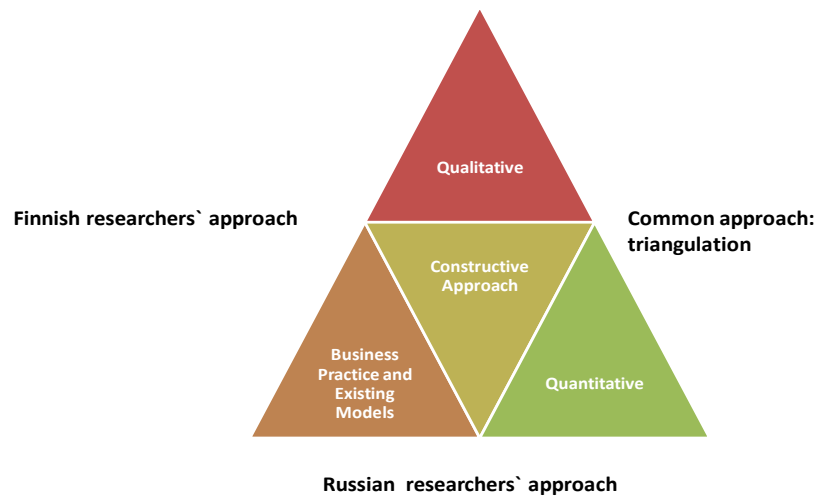 Qualitative
Finnish researchers` approach
Common approach:
triangulation
Constructive
Approach
Business
Practice and
Existing
Models
Quantitative
Russian researchers` approach